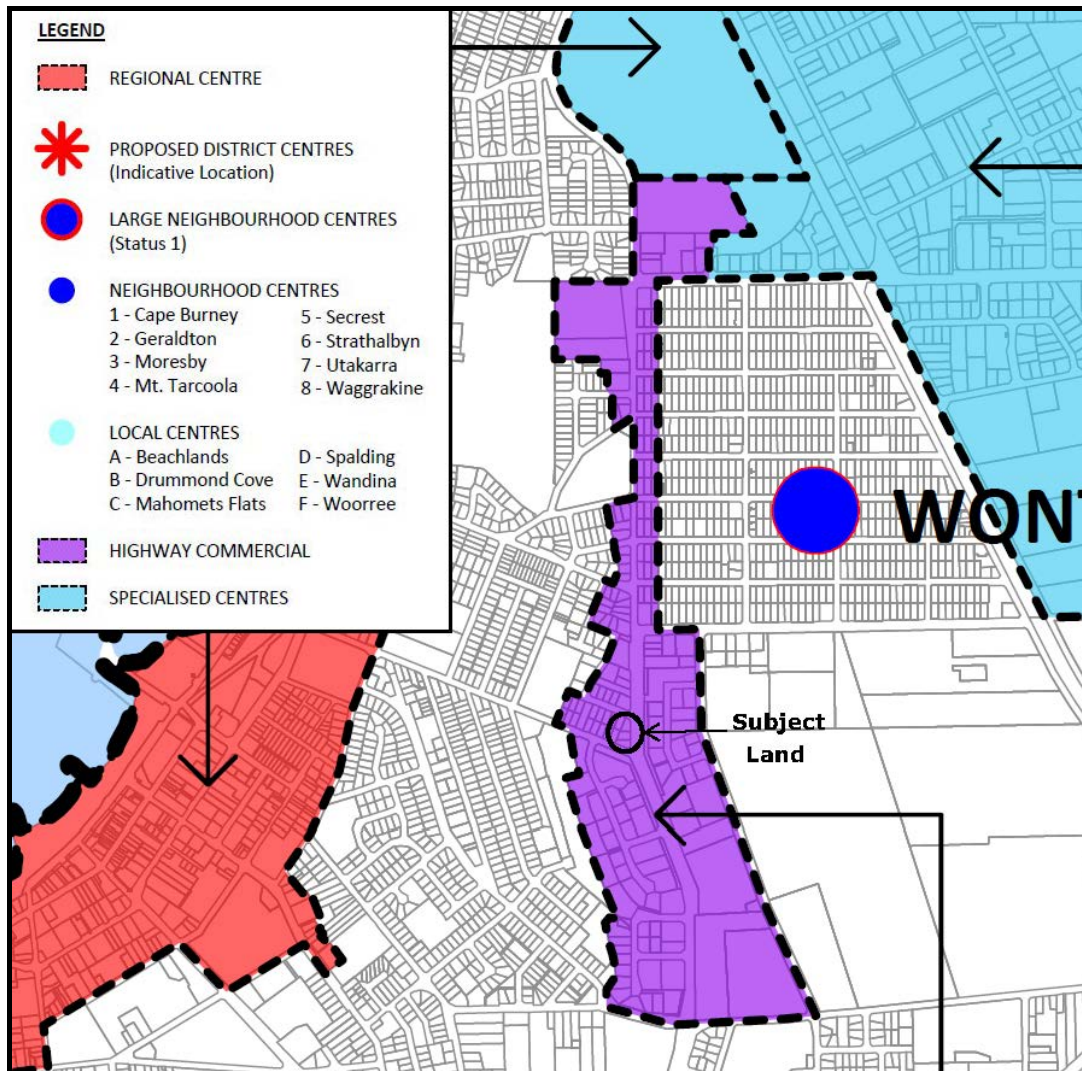 LEGEND
REGIONAL CENTRE
PROPOSED DISTRICT CENTRES
(Indicative Location)
LARGE NEIGHBOURHOOD CENTRES
(Status 1)
NEIGHBOURHOOD CENTRES
1 - Cape Burney
2 - Geraldton
3 - Moresby
4 - Mt. Tarcoola
5 - Secrest
6 - Strathalbyn
7 - Utakarra
8 - Waggrakine
LOCAL CENTRES
A - Beachlands
B - Drummond Cove
C - Mahomets Flats
D - Spalding
E - Wandina
F - Woorree
HIGHWAY COMMERCIAL
SPECIALISED CENTRES
WONT
Subject
Land